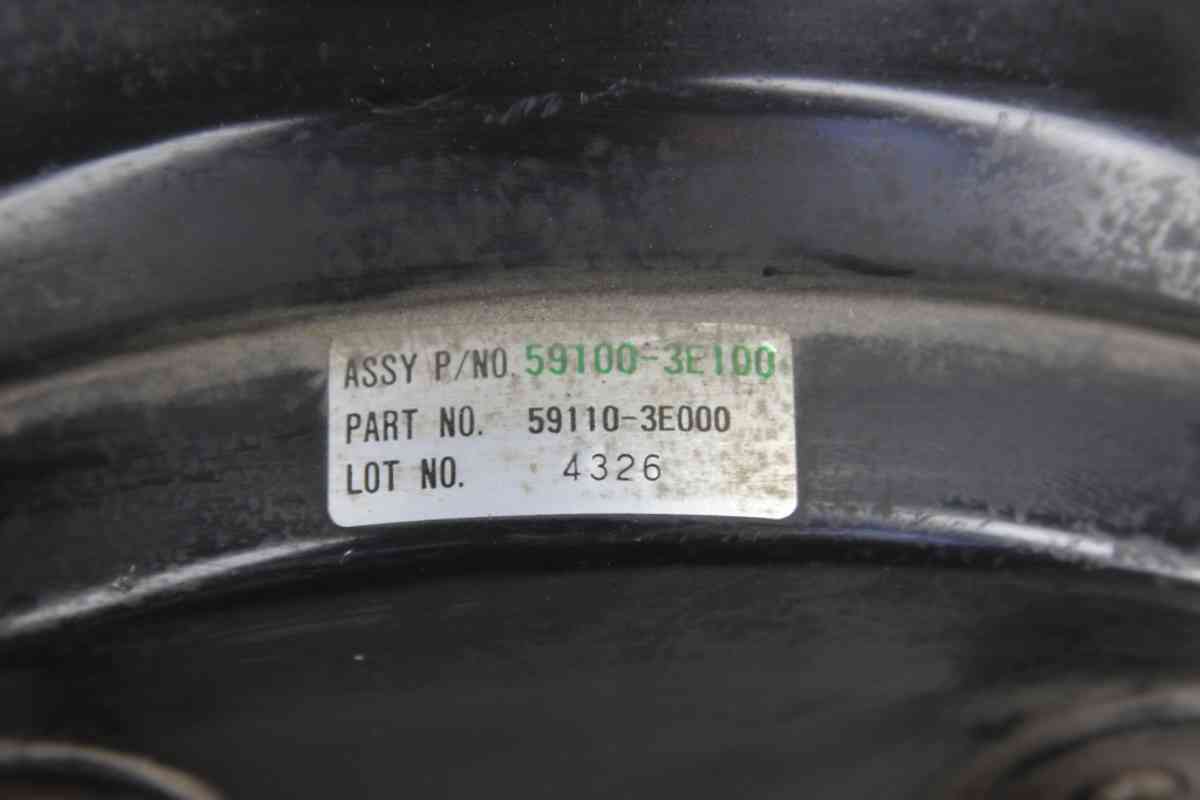 ASSY P/NO. 59100-3E100
PART NO. 59110-3E000
LOT NO. 4326